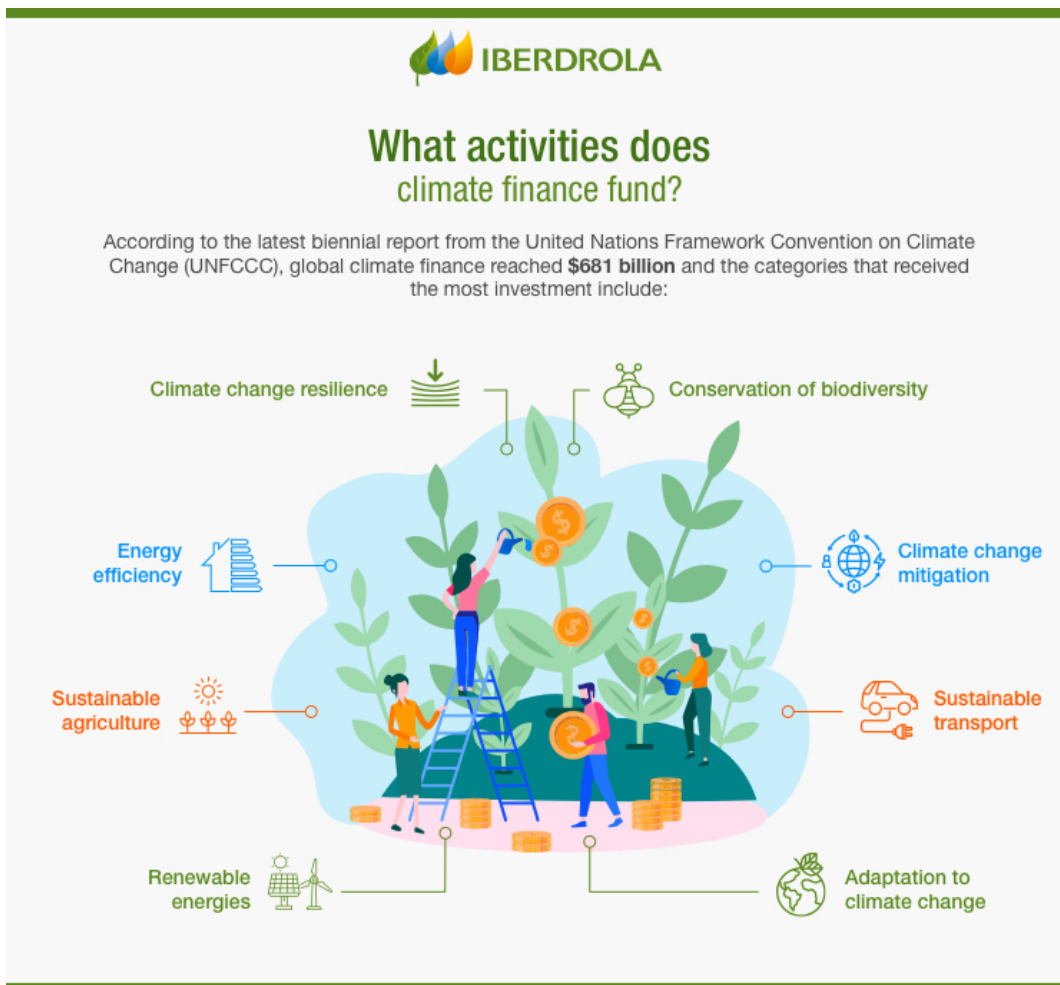 IBERDROLA
What activities does
climate finance fund?
According to the latest biennial report from the United Nations Framework Convention on Climate
Change (UNFCCC), global climate finance reached $681 billion and the categories that received
the most investment include:
Climate change resilience
Conservation of biodiversity
Energy
efficiency
Climate change
mitigation
Sustainable
agriculture
Sustainable
transport
Renewable
energies
Adaptation to
climate change